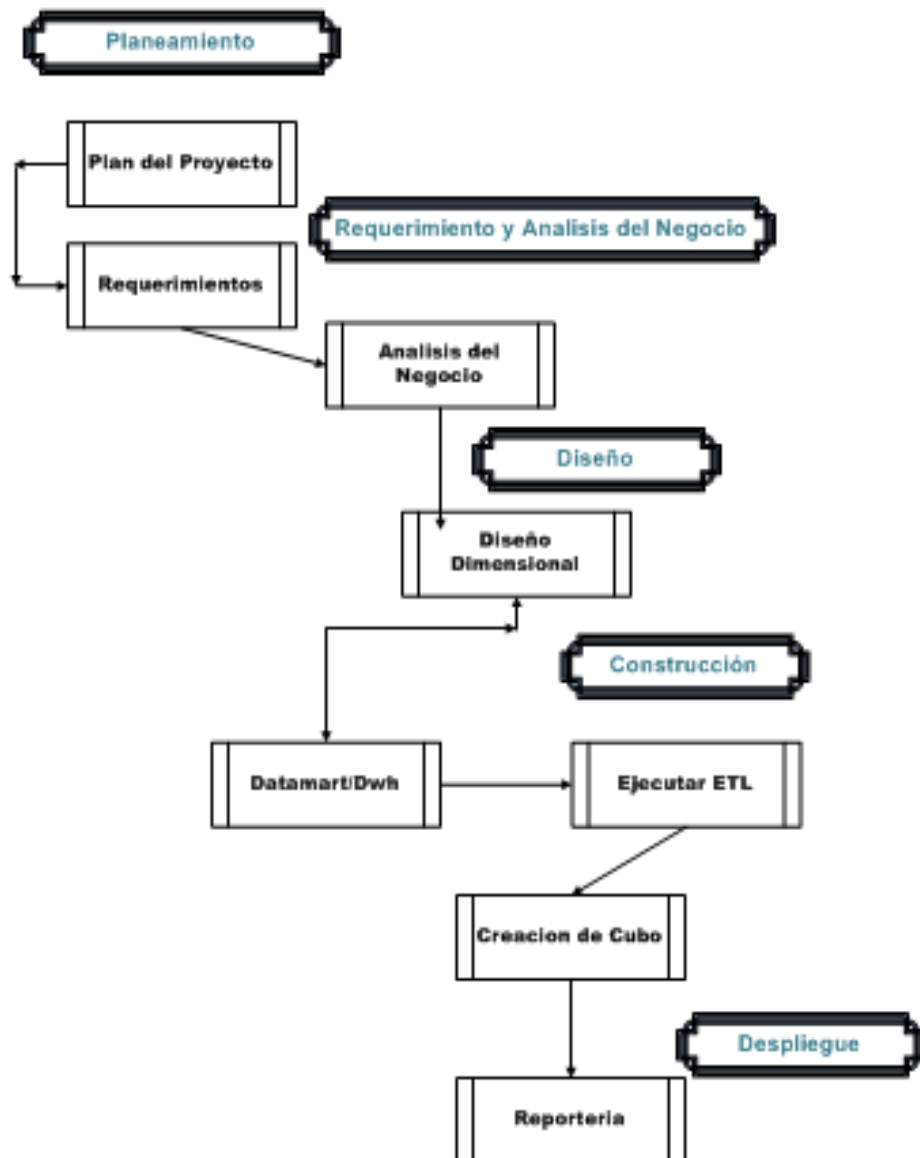 Planeamiento
Plan del Proyecto
Requerimiento y Analisis del Negocio
Requerimientos
Analisis del
Negocio
Diseño
Diseño
Dimensional
Construcción
Datamart/Dwh
Ejecutar ETL
Creacion de Cubo
Despliegue
Reporteria